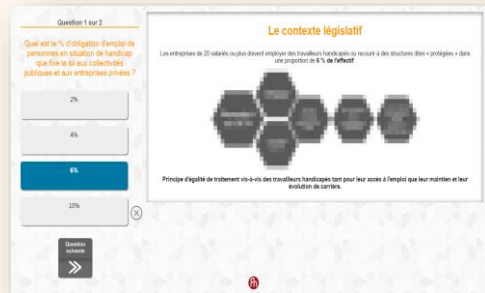 Question 1 sur 2
Quel est le % d'obligation d'emploi de
personnes en situation de handicap
que fixe la loi aux collectivités
publiques et aux entreprises privées ?
2%
4%
6%
10%
X
Question
suivante
Le contexte législatif
Les entreprises de 20 salariés ou plus doivent employer des travailleurs handicapés ou recourir à des structures dites « protégées » dans
une proportion de 6 % de l'effectif.
Principe d'égalité de traitement vis-à-vis des travailleurs handicapés tant pour leur accès à l'emploi que leur maintien et leur
évolution de carrière.